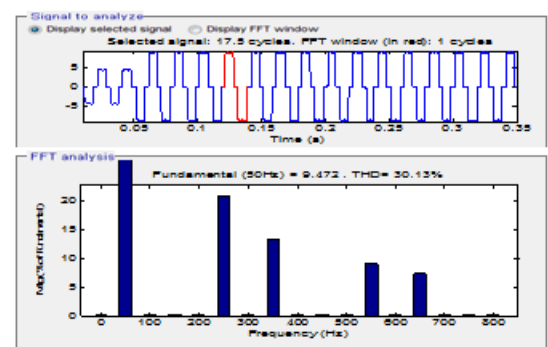 Signal to analyze
Display selected signal Display FFT window
Selected signal: 17.5 cycles. FFT window (in red): 1 cycles
5
0
-5
0.05 0.1 0.15 0.2 0.25 0.3 0.35
Time (s)
FFT analysis
Fundamental (50Hz) = 9.472 , THD= 30.13%
20
15
10
5
0
Mag (% of Fundamental)
0 100 200 300 400 500 600 700 800
Frequency (Hz)